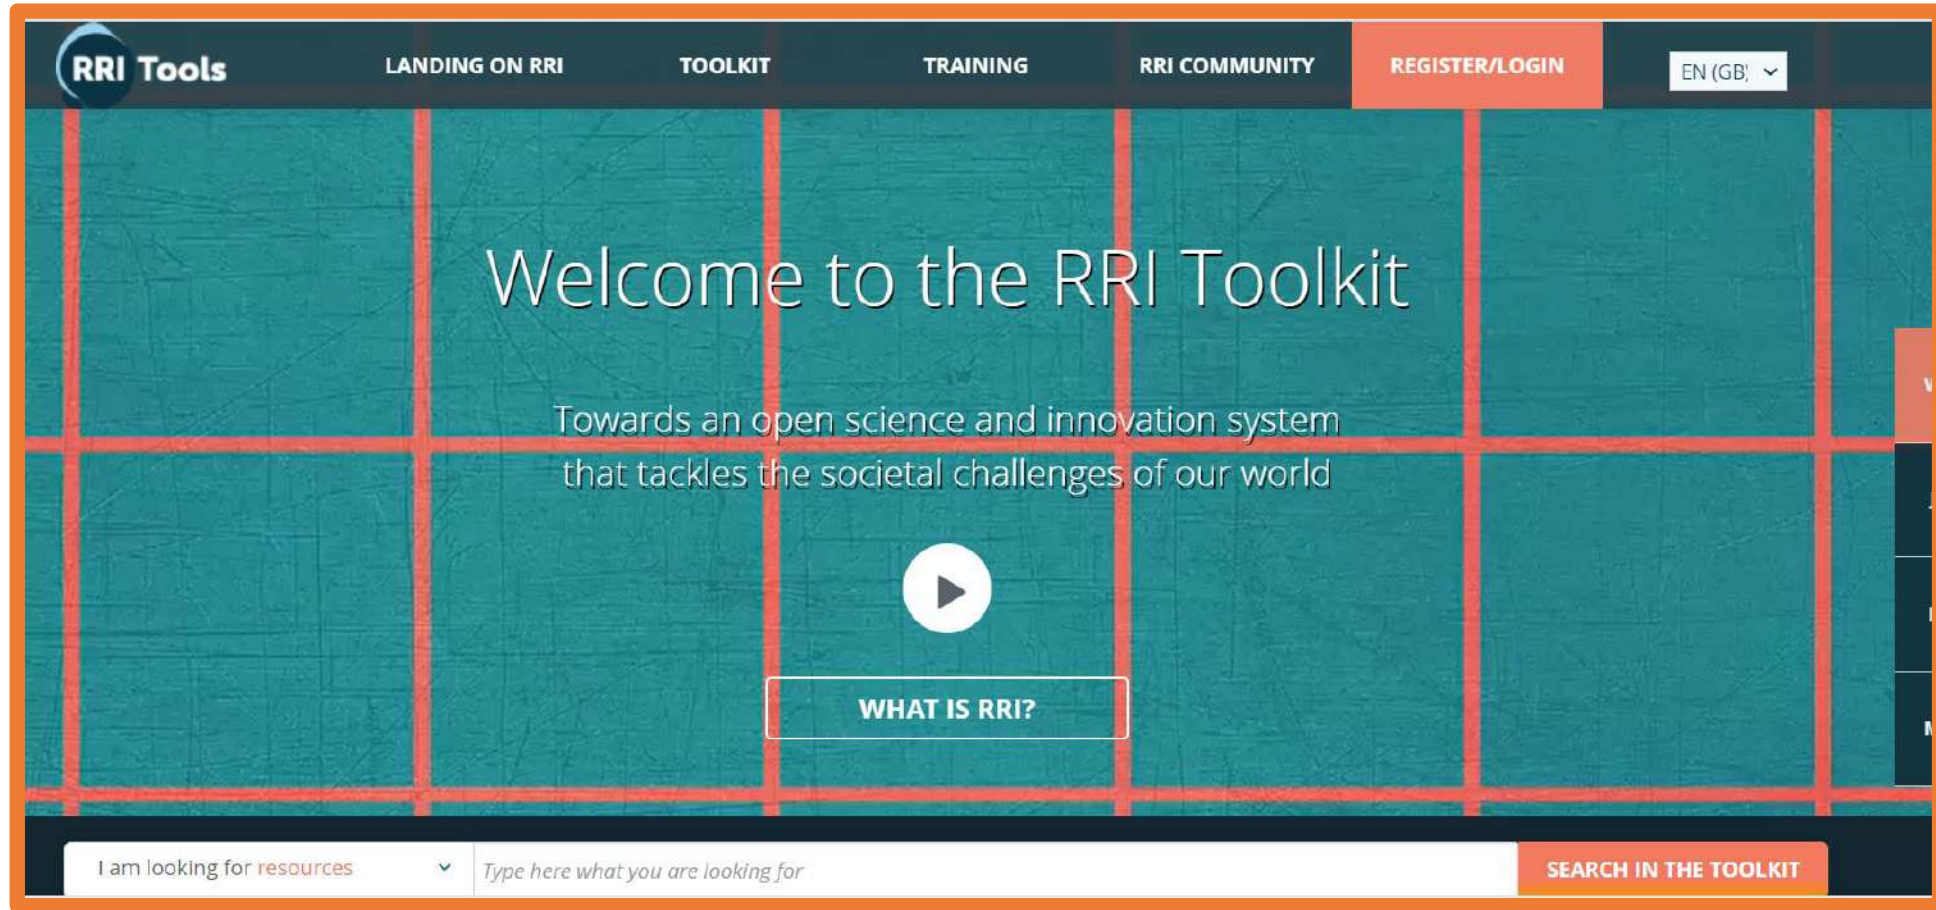 RRI Tools
LANDING ON RRI
TOOLKIT
TRAINING
RRI COMMUNITY
REGISTER/LOGIN
EN (GB)
Welcome to the RRI Toolkit
Towards an open science and innovation system
that tackles the societal challenges of our world
WHAT IS RRI?
I am looking for resources
Type here what you are looking for
SEARCH IN THE TOOLKIT